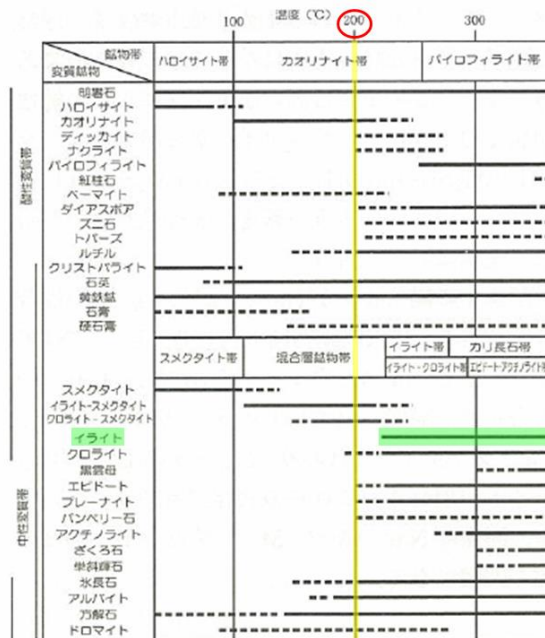 温度 (℃)
100 200 300
鉱物帯
変質鉱物
ハロイサイト帯 カオリナイト帯 パイロフィライト帯
酸性変質帯
明礬石
ハロイサイト
カオリナイト
ディッカイト
ナクライト
パイロフィライト
紅柱石
ベーマイト
ダイアスポア
ズニ石
トパーズ
ルチル
クリストバライト
石英
黄鉄鉱
石膏
硬石膏
スメクタイト帯 混合層鉱物帯 イライト帯 カリ長石帯
イライト・クロライト帯 エピドート・アクチノライト帯
中性変質帯
スメクタイト
イライト-スメクタイト
クロライト-スメクタイト
イライト
クロライト
黒雲母
エピドート
プレーナイト
パンペリー石
アクチノライト
ざくろ石
単斜輝石
氷長石
アルバイト
方解石
ドロマイト